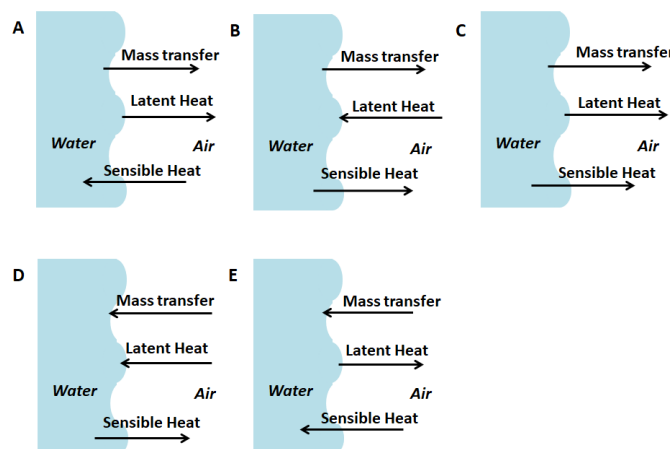 A
Mass transfer
Latent Heat
Water
Air
Sensible Heat
B
Mass transfer
Latent Heat
Water
Air
Sensible Heat
C
Mass transfer
Latent Heat
Water
Air
Sensible Heat
D
Mass transfer
Latent Heat
Water
Air
Sensible Heat
E
Mass transfer
Latent Heat
Water
Air
Sensible Heat